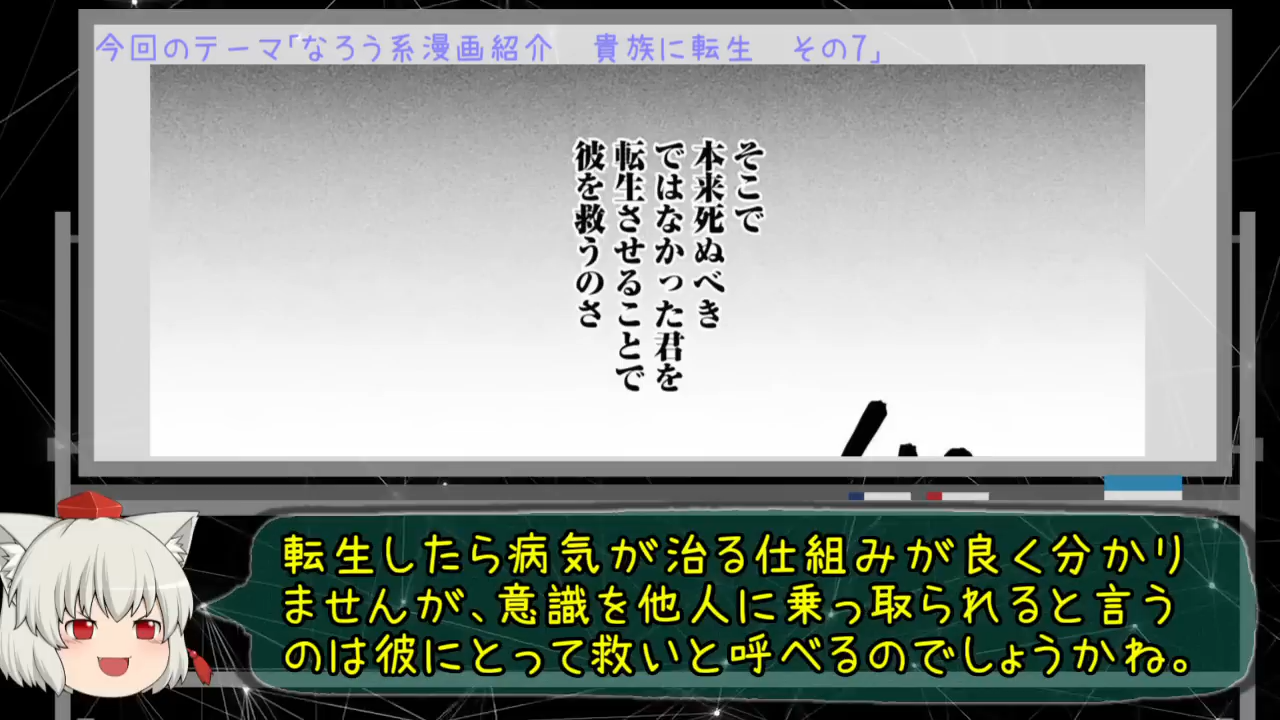 今回のテーマ「なろう系漫画紹介　貴族に転生　その7」
そこで
本来死ぬべき
ではなかった君を
転生させることで
彼を救うのさ
転生したら病気が治る仕組みが良く分かり
ませんが、意識を他人に乗っ取られると言う
のは彼にとって救いと呼べるのでしょうかね。